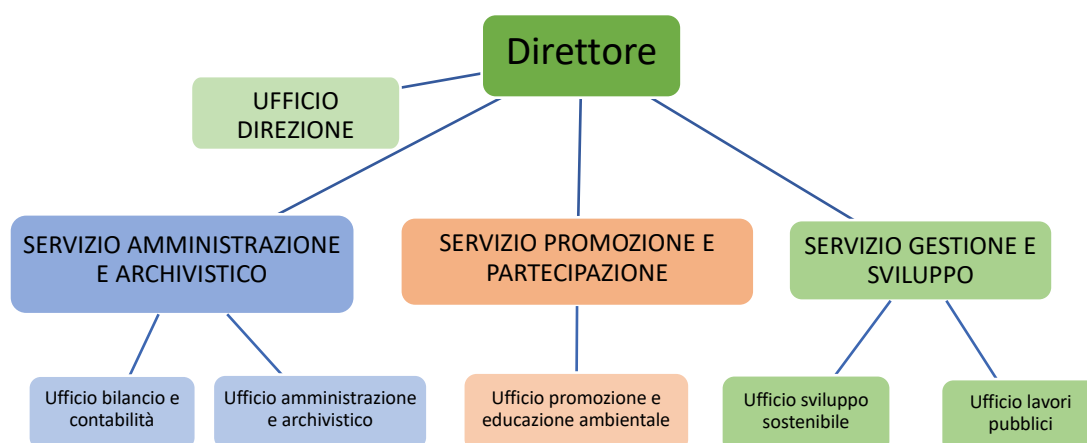 Direttore
UFFICIO
DIREZIONE
SERVIZIO AMMINISTRAZIONE
E ARCHIVISTICO
SERVIZIO PROMOZIONE E
PARTECIPAZIONE
SERVIZIO GESTIONE E
SVILUPPO
Ufficio bilancio e
contabilità
Ufficio amministrazione
e archivistico
Ufficio promozione e
educazione ambientale
Ufficio sviluppo
sostenibile
Ufficio lavori
pubblici